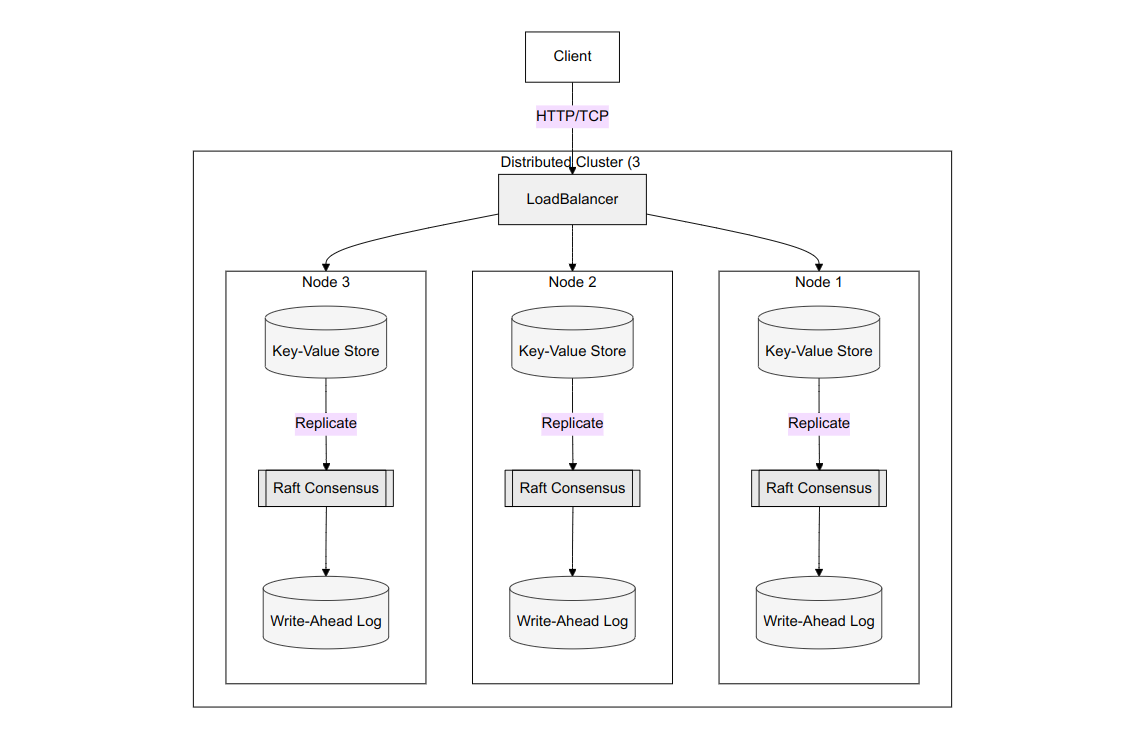 Client
HTTP/TCP
Distributed Cluster (3
LoadBalancer
Node 3
Node 2
Node 1
Key-Value Store
Key-Value Store
Key-Value Store
Replicate
Replicate
Replicate
Raft Consensus
Raft Consensus
Raft Consensus
Write-Ahead Log
Write-Ahead Log
Write-Ahead Log